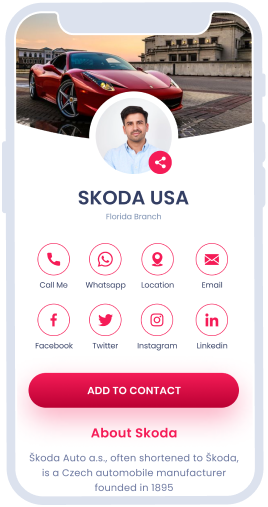 SKODA USA
Florida Branch
Call Me Whatsapp Location Email
Facebook Twitter Instagram Linkedin
ADD TO CONTACT
About Skoda
Škoda Auto a.s., often shortened to Škoda,
is a Czech automobile manufacturer
founded in 1895